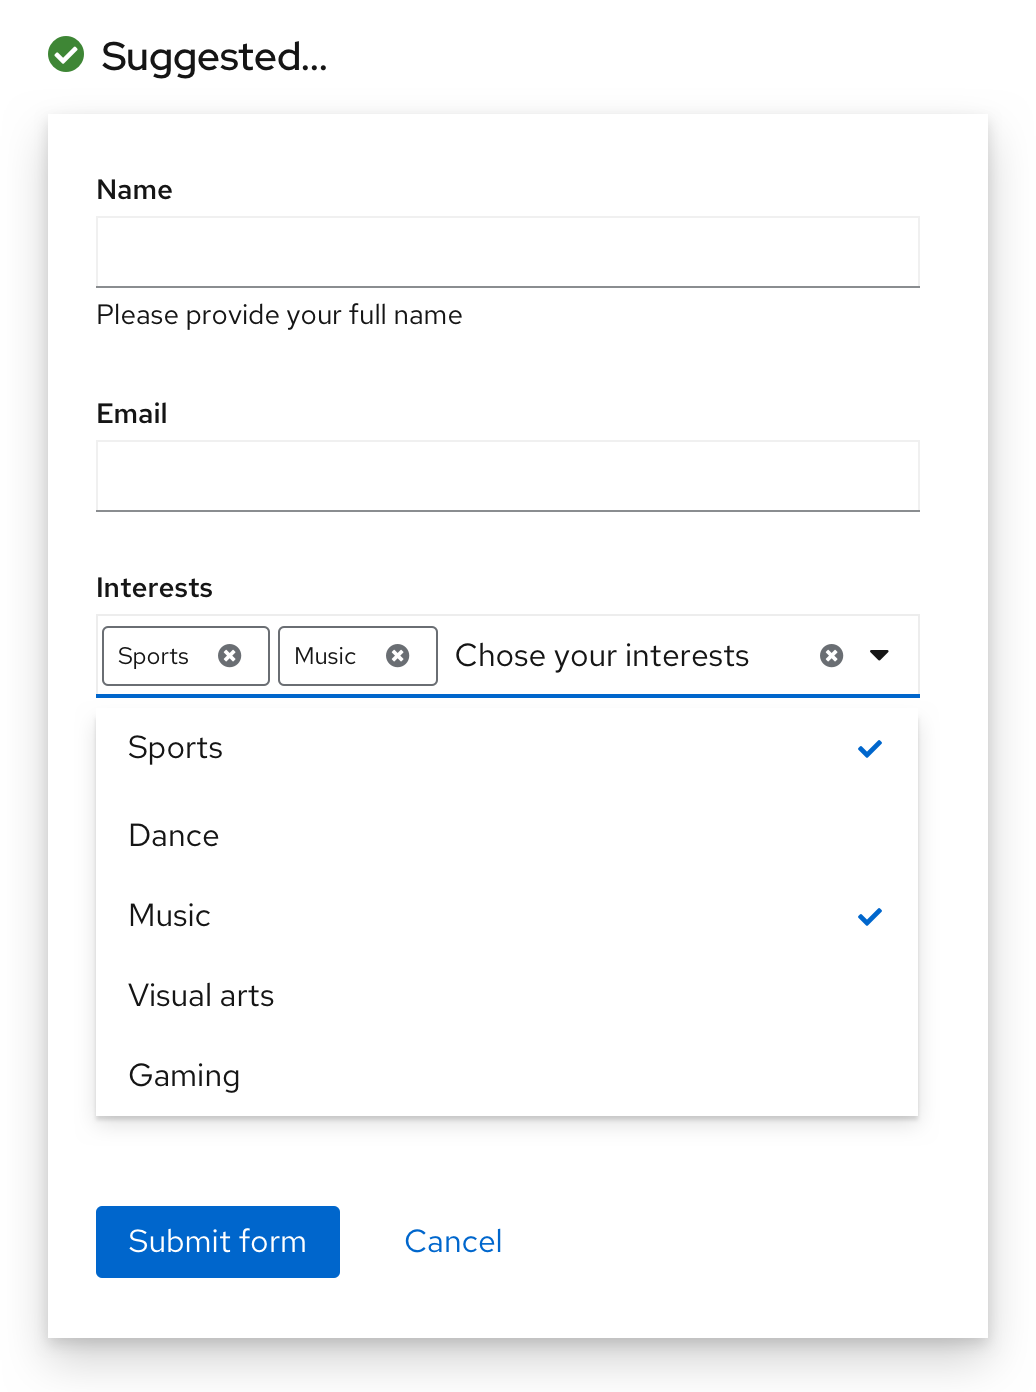 Suggested...
Name
Please provide your full name
Email
Interests
Sports Music Chose your interests
Sports
Dance
Music
Visual arts
Gaming
Submit form Cancel